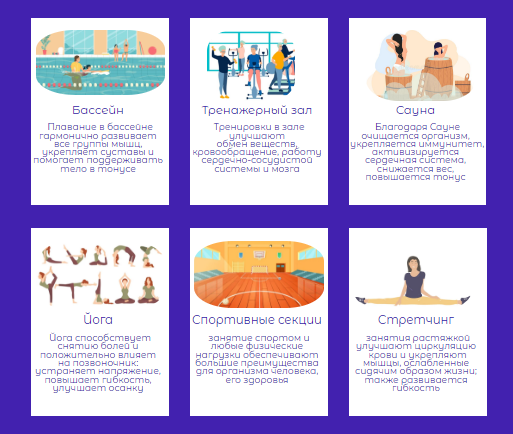 Бассейн
Плавание в бассейне
гармонично развивает
все группы мышц,
укрепляет суставы и
помогает поддерживать
тело в тонусе
Тренажерный зал
Тренировки в зале
улучшают
обмен веществ,
кровообращение, работу
сердечно-сосудистой
системы и мозга
Сауна
Благодаря Сауне
очищается организм,
укрепляется иммунитет,
активизируется
сердечная система,
снижается вес,
повышается тонус
Йога
Йога способствует
снятию болей и
положительно влияет
на позвоночник:
устраняет напряжение,
повышает гибкость,
улучшает осанку
Спортивные секции
занятие спортом и
любые физические
нагрузки обеспечивают
большие преимущества
для организма человека,
его здоровья
Стретчинг
занятия растяжкой
улучшают циркуляцию
крови и укрепляют
мышцы, ослабленные
сидячим образом жизни;
также развивается
гибкость